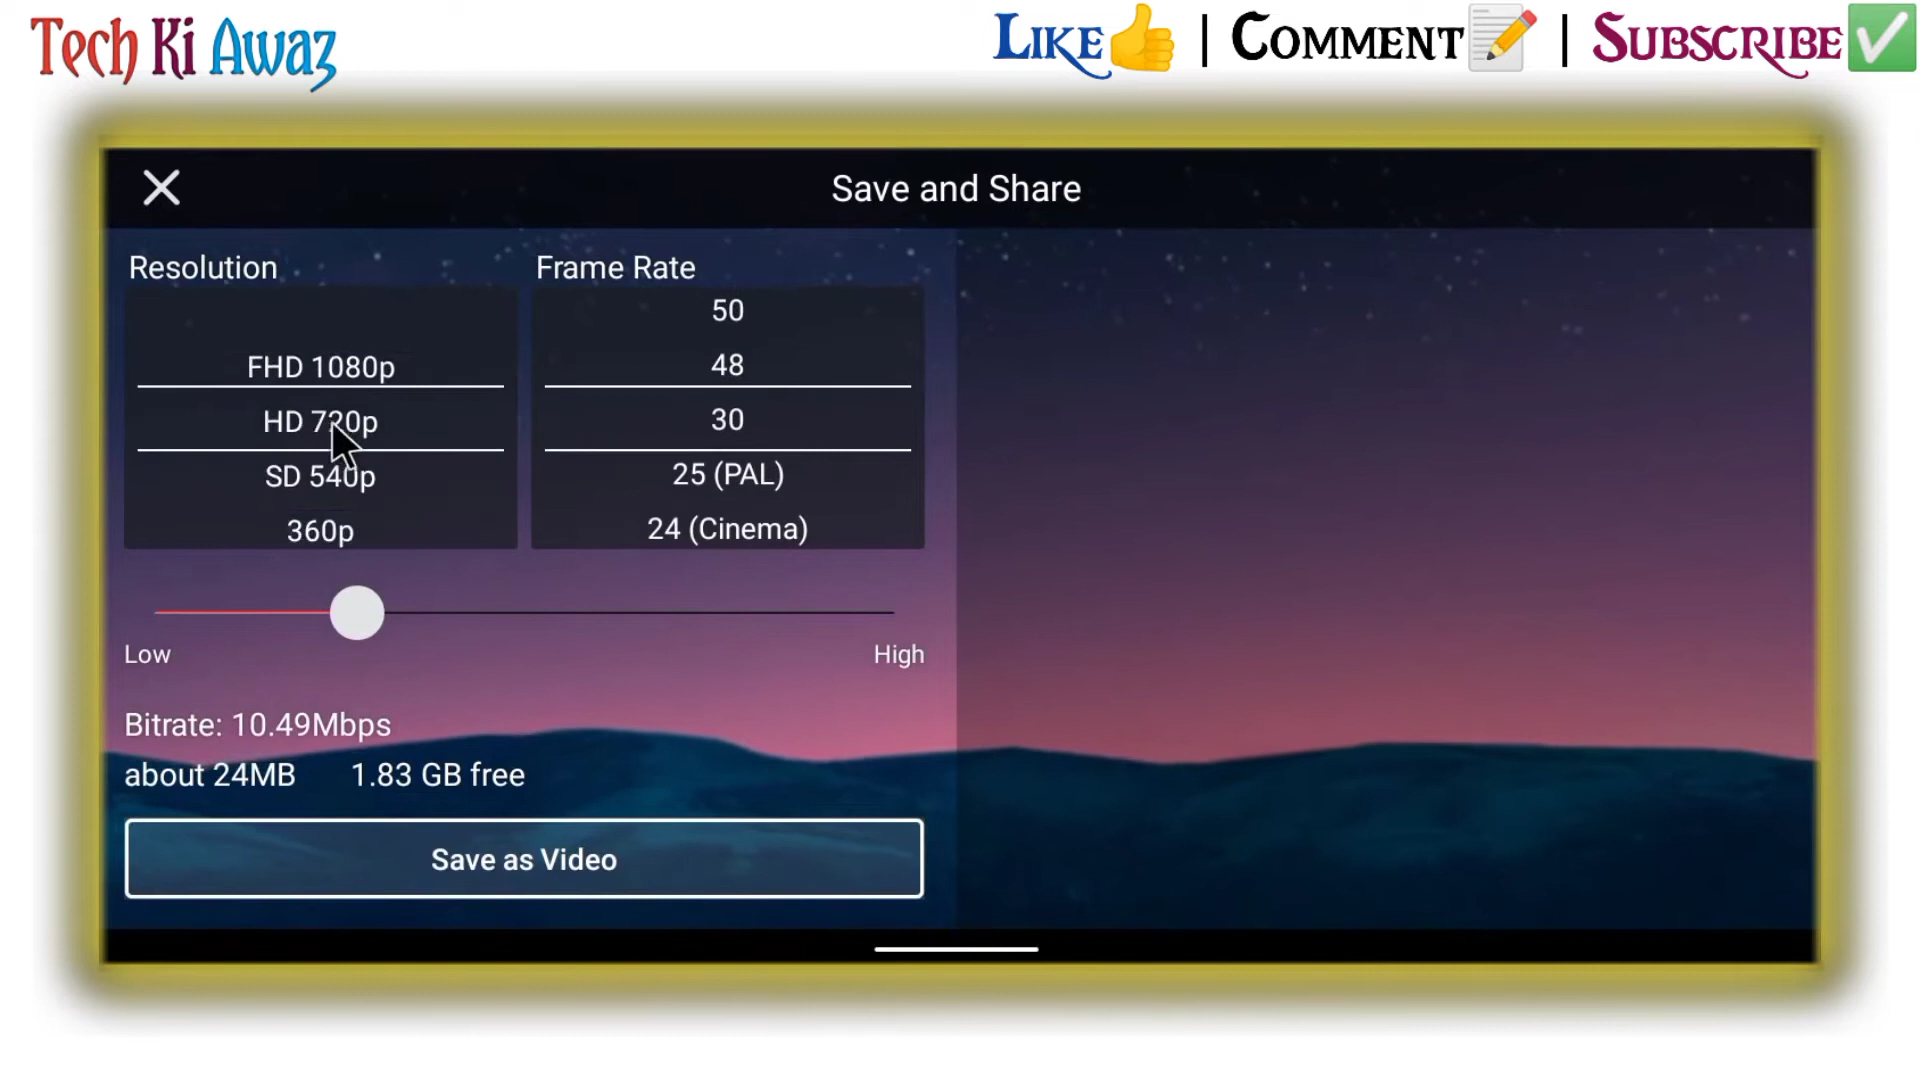 Tech Ki Awaz
LIKE | COMMENT | SUBSCRIBE
Save and Share
Resolution
FHD 1080p
HD 720p
SD 540p
360p
Frame Rate
50
48
30
25 (PAL)
24 (Cinema)
Low High
Bitrate: 10.49Mbps
about 24MB 1.83 GB free
Save as Video